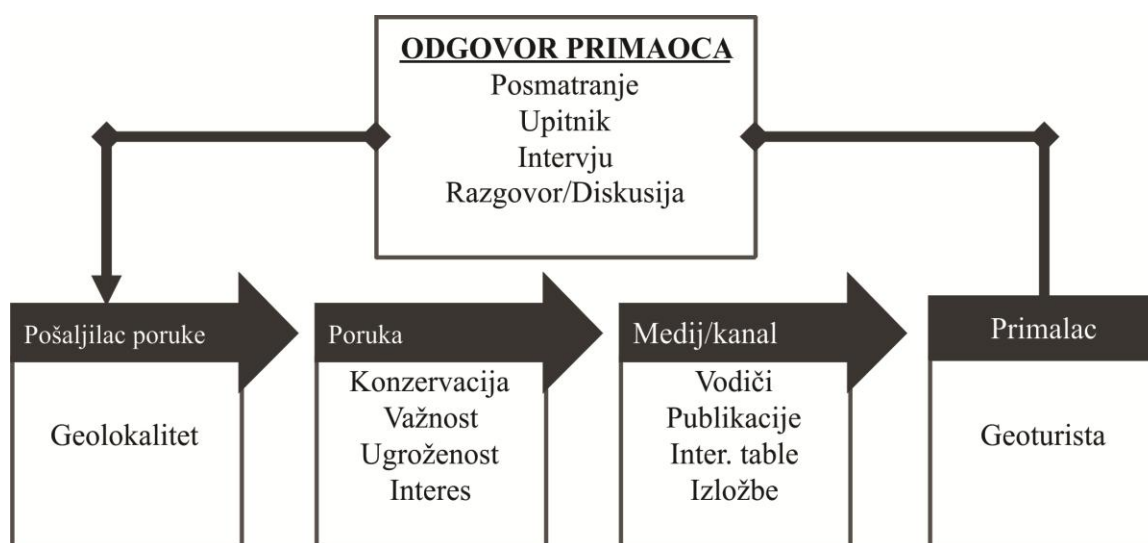 ODGOVOR PRIMAOCA
Posmatranje
Upitnik
Intervju
Razgovor/Diskusija
Pošaljilac poruke
Geolokalitet
Poruka
Konzervacija
Važnost
Ugroženost
Interes
Medij/kanal
Vodiči
Publikacije
Inter. table
Izložbe
Primalac
Geoturista